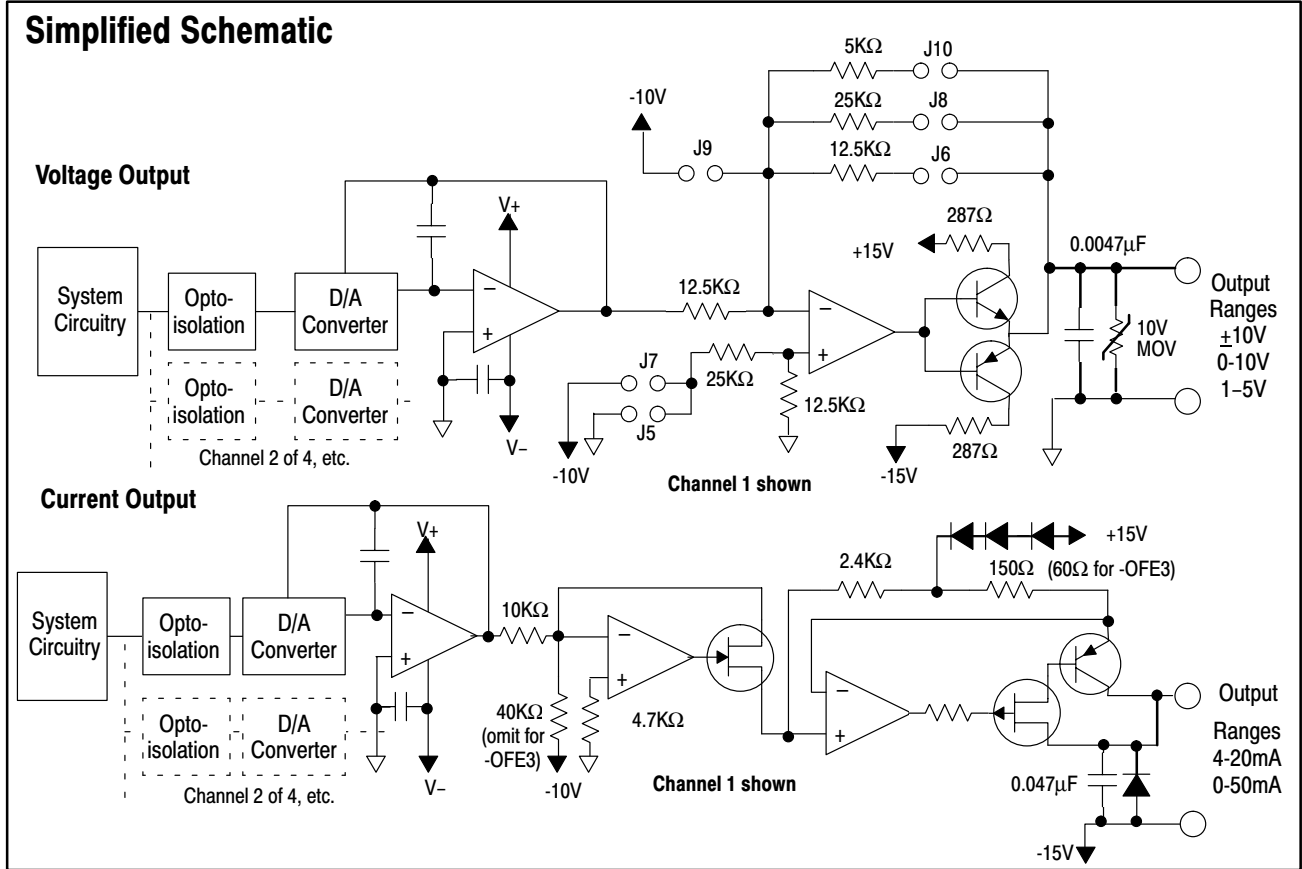 Simplified Schematic
5KΩ
J10
-10V
25KΩ
J8
J9
12.5KΩ
J6
Voltage Output
V+
287Ω
+15V
0.0047μF
System
Circuitry
Opto-
isolation
D/A
Converter
12.5KΩ
Output
Ranges
±10V
0-10V
1–5V
10V
MOV
−
+
−
+
J7
25KΩ
12.5KΩ
J5
Opto-
isolation
D/A
Converter
V–
-10V
-15V
287Ω
Channel 2 of 4, etc.
Channel 1 shown
Current Output
V+
+15V
2.4KΩ
150Ω
(60Ω for -OFE3)
System
Circuitry
Opto-
isolation
D/A
Converter
10KΩ
−
+
−
+
−
+
40KΩ
(omit for
-OFE3)
4.7KΩ
Output
Ranges
4-20mA
0-50mA
Opto-
isolation
D/A
Converter
V–
-10V
Channel 1 shown
0.047μF
Channel 2 of 4, etc.
-15V